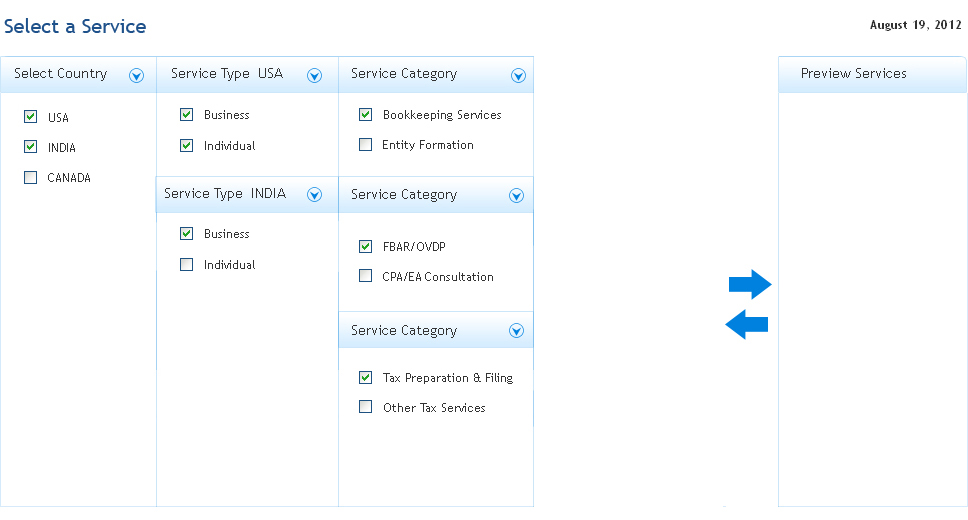 Select a Service
August 19, 2012
Select Country
Service Type USA
Service Category
Preview Services
USA
INDIA
CANADA
Business
Individual
Service Type INDIA
Business
Individual
Bookkeeping Services
Entity Formation
Service Category
FBAR/OVDP
CPA/EA Consultation
Service Category
Tax Preparation & Filing
Other Tax Services